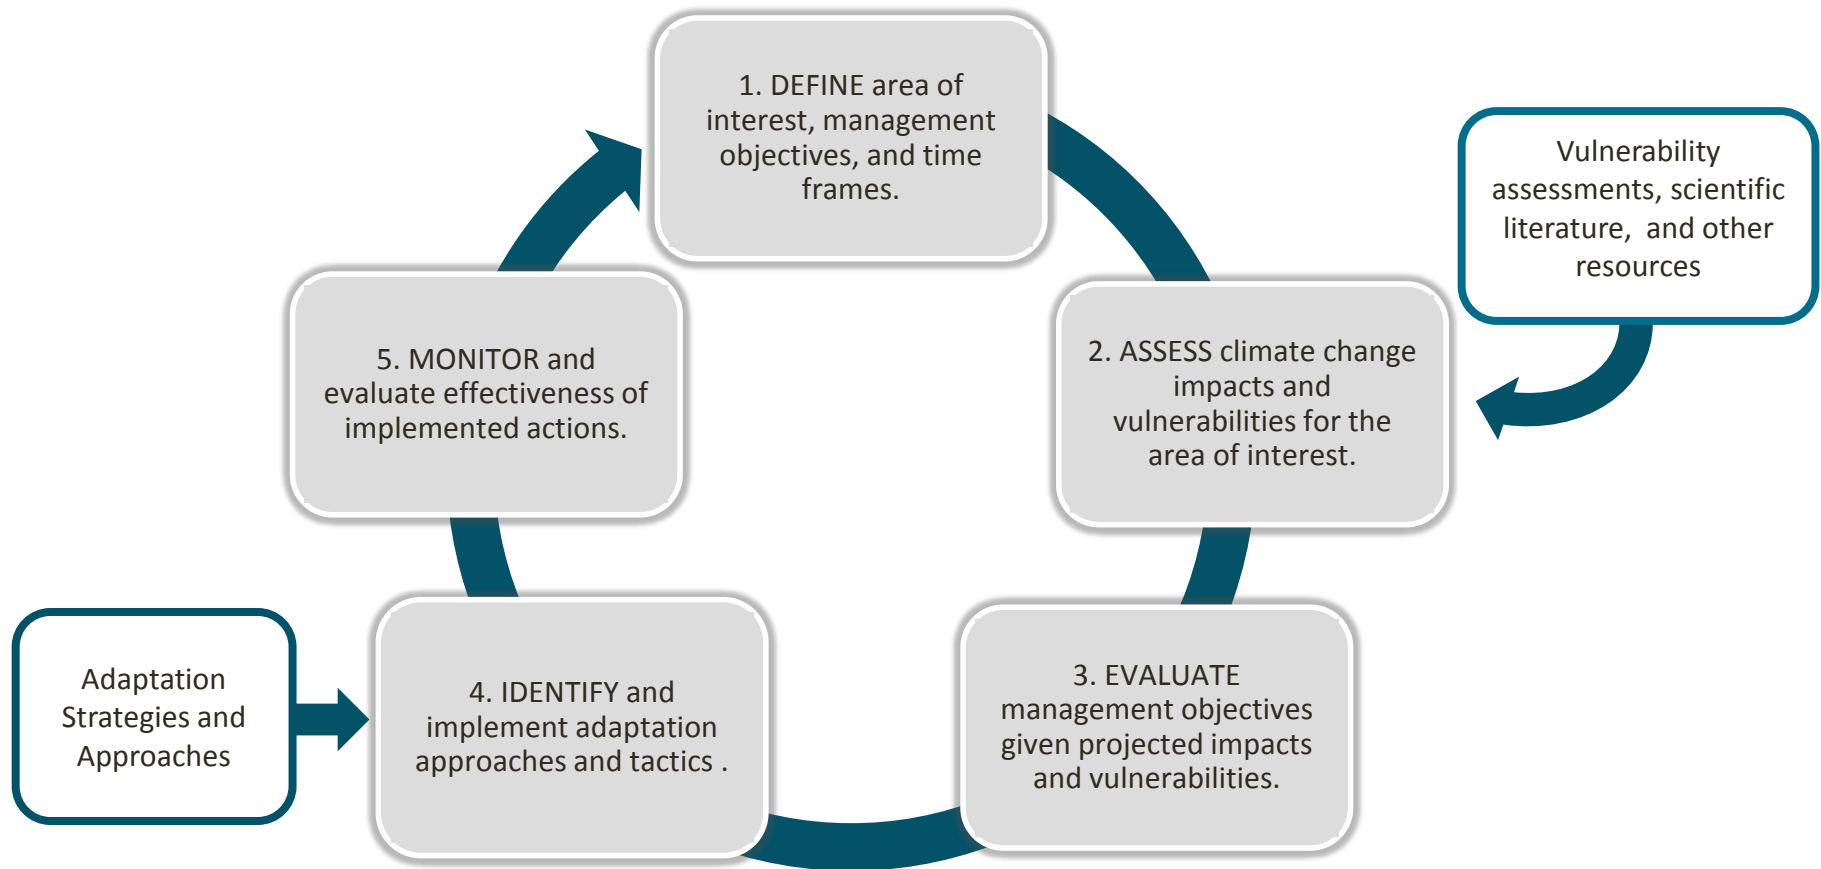 1. DEFINE area of
interest, management
objectives, and time
frames.
Vulnerability
assessments, scientific
literature,  and other
resources
2. ASSESS climate change
impacts and
vulnerabilities for the
area of interest.
3. EVALUATE
management objectives
given projected impacts
and vulnerabilities.
4. IDENTIFY and
implement adaptation
approaches and tactics .
Adaptation
Strategies and
Approaches
5. MONITOR and
evaluate effectiveness of
implemented actions.